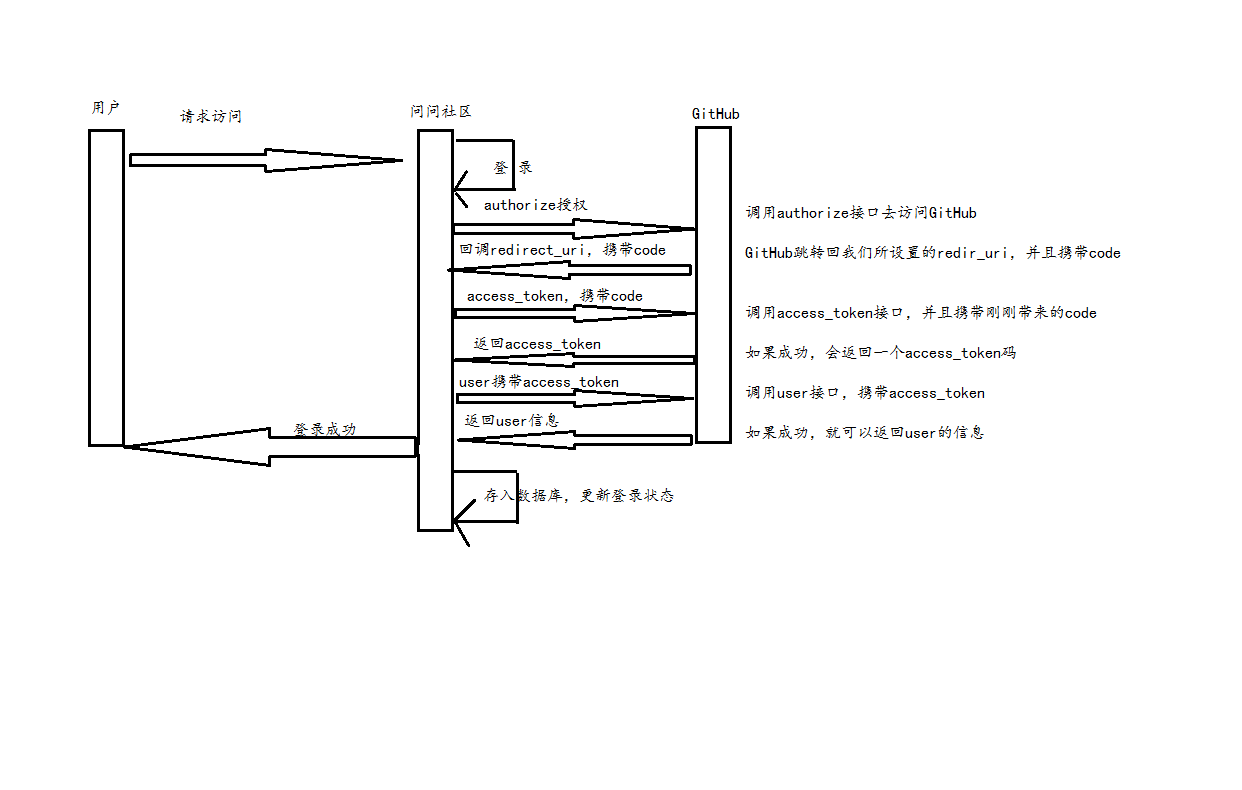 用户
请求访问
问问社区
GitHub
登 录
authorize授权
调用authorize接口去访问GitHub
回调redirect_uri，携带code
GitHub跳转回我们所设置的redir_uri，并且携带code
access_token，携带code
调用access_token接口，并且携带刚刚带来的code
返回access_token
如果成功，会返回一个access_token码
user携带access_token
调用user接口，携带access_token
返回user信息
登录成功
如果成功，就可以返回user的信息
存入数据库，更新登录状态